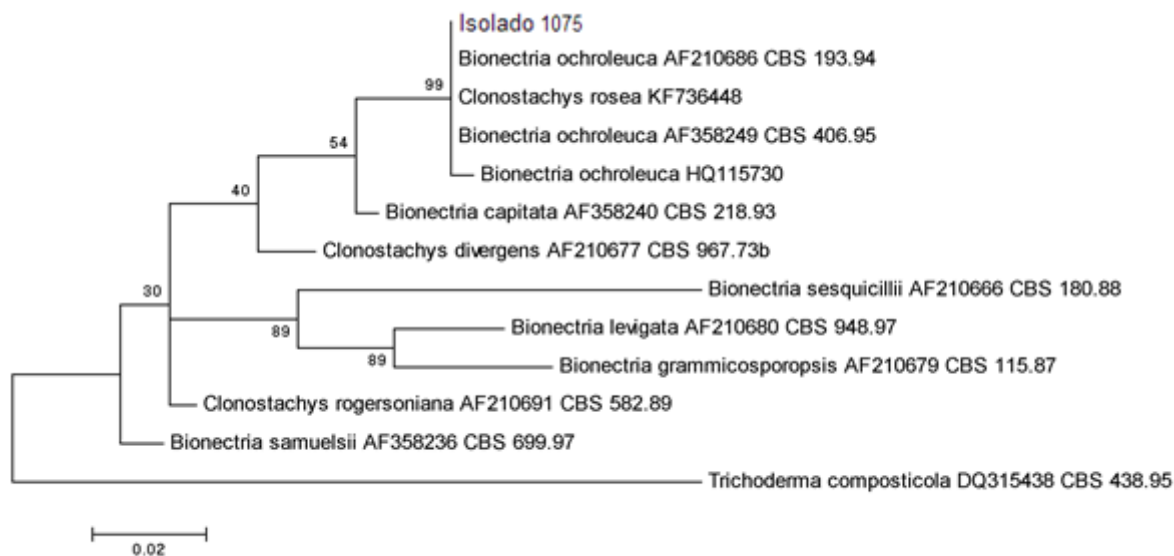 Isolado 1075
Bionectria ochroleuca AF210686 CBS 193.94
99
Clonostachys rosea KF736448
Bionectria ochroleuca AF358249 CBS 406.95
54
Bionectria ochroleuca HQ115730
40
Bionectria capitata AF358240 CBS 218.93
Clonostachys divergens AF210677 CBS 967.73b
30
Bionectria sesquicillii AF210666 CBS 180.88
89
Bionectria levigata AF210680 CBS 948.97
89
Bionectria grammicosporopsis AF210679 CBS 115.87
Clonostachys rogersoniana AF210691 CBS 582.89
Bionectria samuelsii AF358236 CBS 699.97
Trichoderma composticola DQ315438 CBS 438.95
0.02